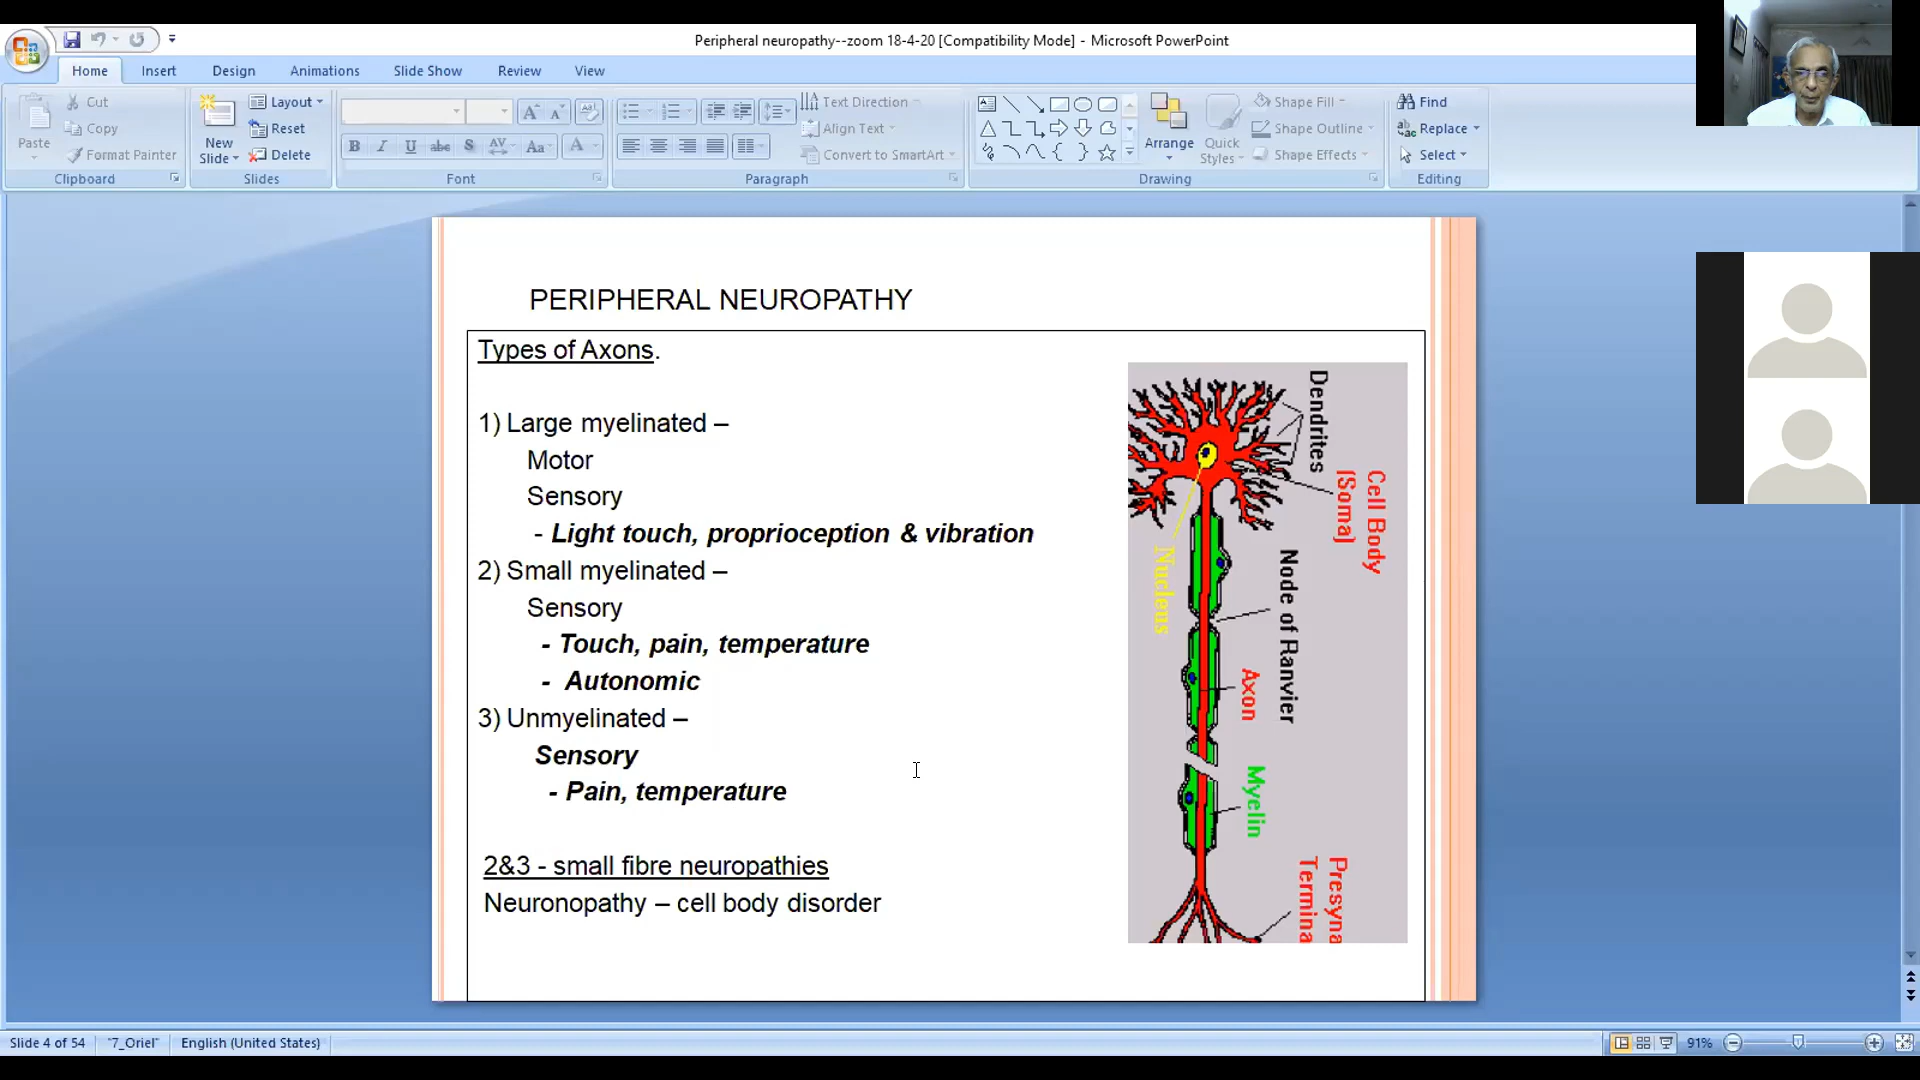 Peripheral neuropathy--zoom 18-4-20 [Compatibility Mode] - Microsoft PowerPoint
Home Insert Design Animations Slide Show Review View
Paste
Cut
Copy
Format Painter
Clipboard
New Slide
Layout
Reset
Delete
Slides
Font
Text Direction
Align Text
Convert to SmartArt
Paragraph
Arrange
Quick Styles
Shape Fill
Shape Outline
Shape Effects
Drawing
Find
Replace
Select
Editing
PERIPHERAL NEUROPATHY
Types of Axons.
1) Large myelinated –
Motor
Sensory
- Light touch, proprioception & vibration
2) Small myelinated –
Sensory
- Touch, pain, temperature
- Autonomic
3) Unmyelinated –
Sensory
- Pain, temperature
2&3 - small fibre neuropathies
Neuronopathy – cell body disorder
Dendrites
Cell Body
(Soma)
Nucleus
Node of Ranvier
Axon
Myelin
Presyna
Termina
Slide 4 of 54 "7_Oriel" English (United States) 91%